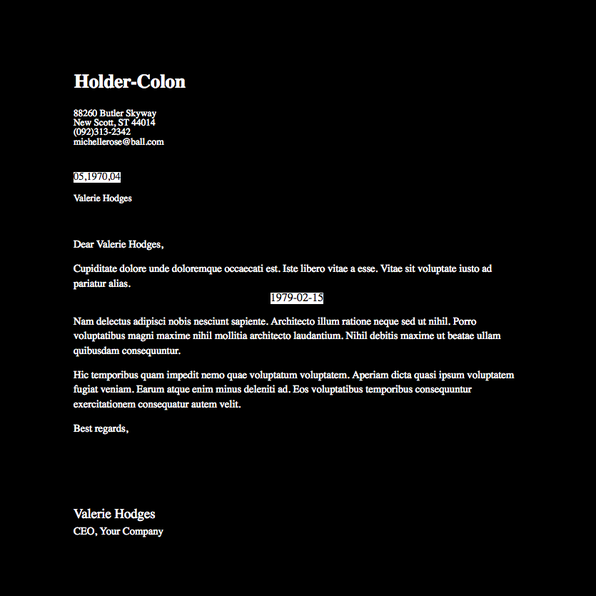 Holder-Colon
88260 Butler Skyway
New Scott, ST 44014
(092)313-2342
michellerose@ball.com
05,1970,04
Valerie Hodges
Dear Valerie Hodges,
Cupiditate dolore unde doloremque occaecati est. Iste libero vitae a esse. Vitae sit voluptate iusto ad
pariatur alias.
1979-02-15
Nam delectus adipisci nobis nesciunt sapiente. Architecto illum ratione neque sed ut nihil. Porro
voluptatibus magni maxime nihil mollitia architecto laudantium. Nihil debitis maxime ut beatae ullam
quibusdam consequuntur.
Hic temporibus quam impedit nemo quae voluptatum voluptatem. Aperiam dicta quasi ipsum voluptatem
fugiat veniam. Earum atque enim minus deleniti ad. Eos voluptatibus temporibus consequuntur
exercitationem consequatur autem velit.
Best regards,
Valerie Hodges
CEO, Your Company